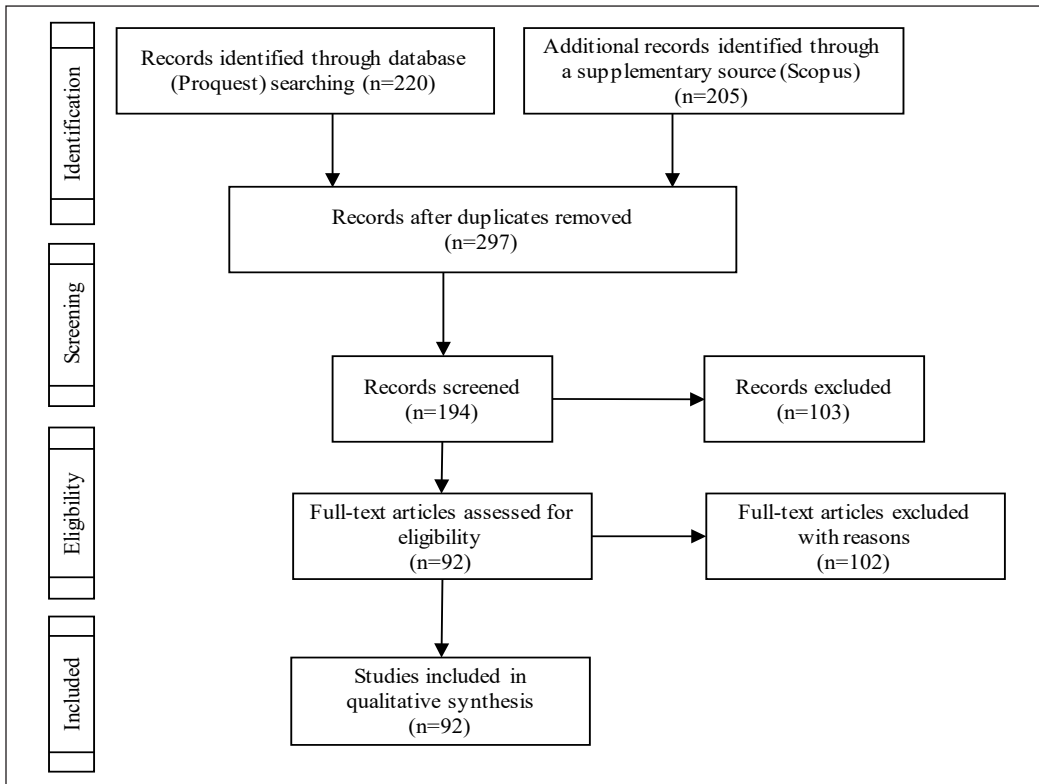 Identification
Records identified through database
(Proquest) searching (n=220)
Additional records identified through
a supplementary source (Scopus)
(n=205)
Records after duplicates removed
(n=297)
Screening
Records screened
(n=194)
Records excluded
(n=103)
Eligibility
Full-text articles assessed for
eligibility
(n=92)
Full-text articles excluded
with reasons
(n=102)
Included
Studies included in
qualitative synthesis
(n=92)